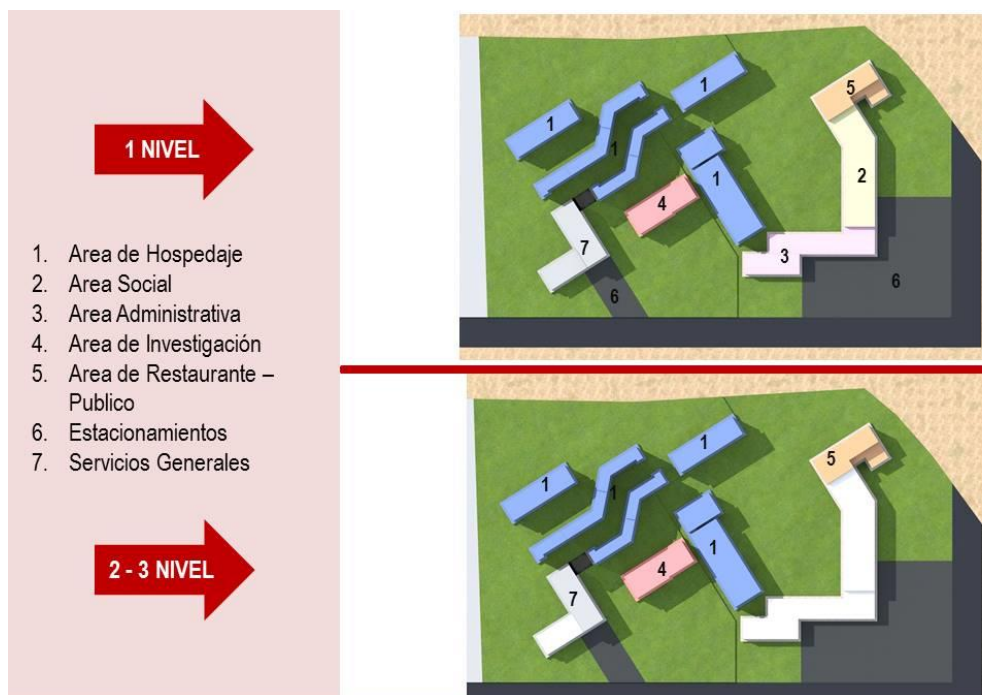 1 NIVEL
1. Area de Hospedaje
2. Area Social
3. Area Administrativa
4. Area de Investigación
5. Area de Restaurante –
Publico
6. Estacionamientos
7. Servicios Generales
2 - 3 NIVEL
1
5
1
1
2
1
4
7
3
6
6
1
5
1
1
1
4
7